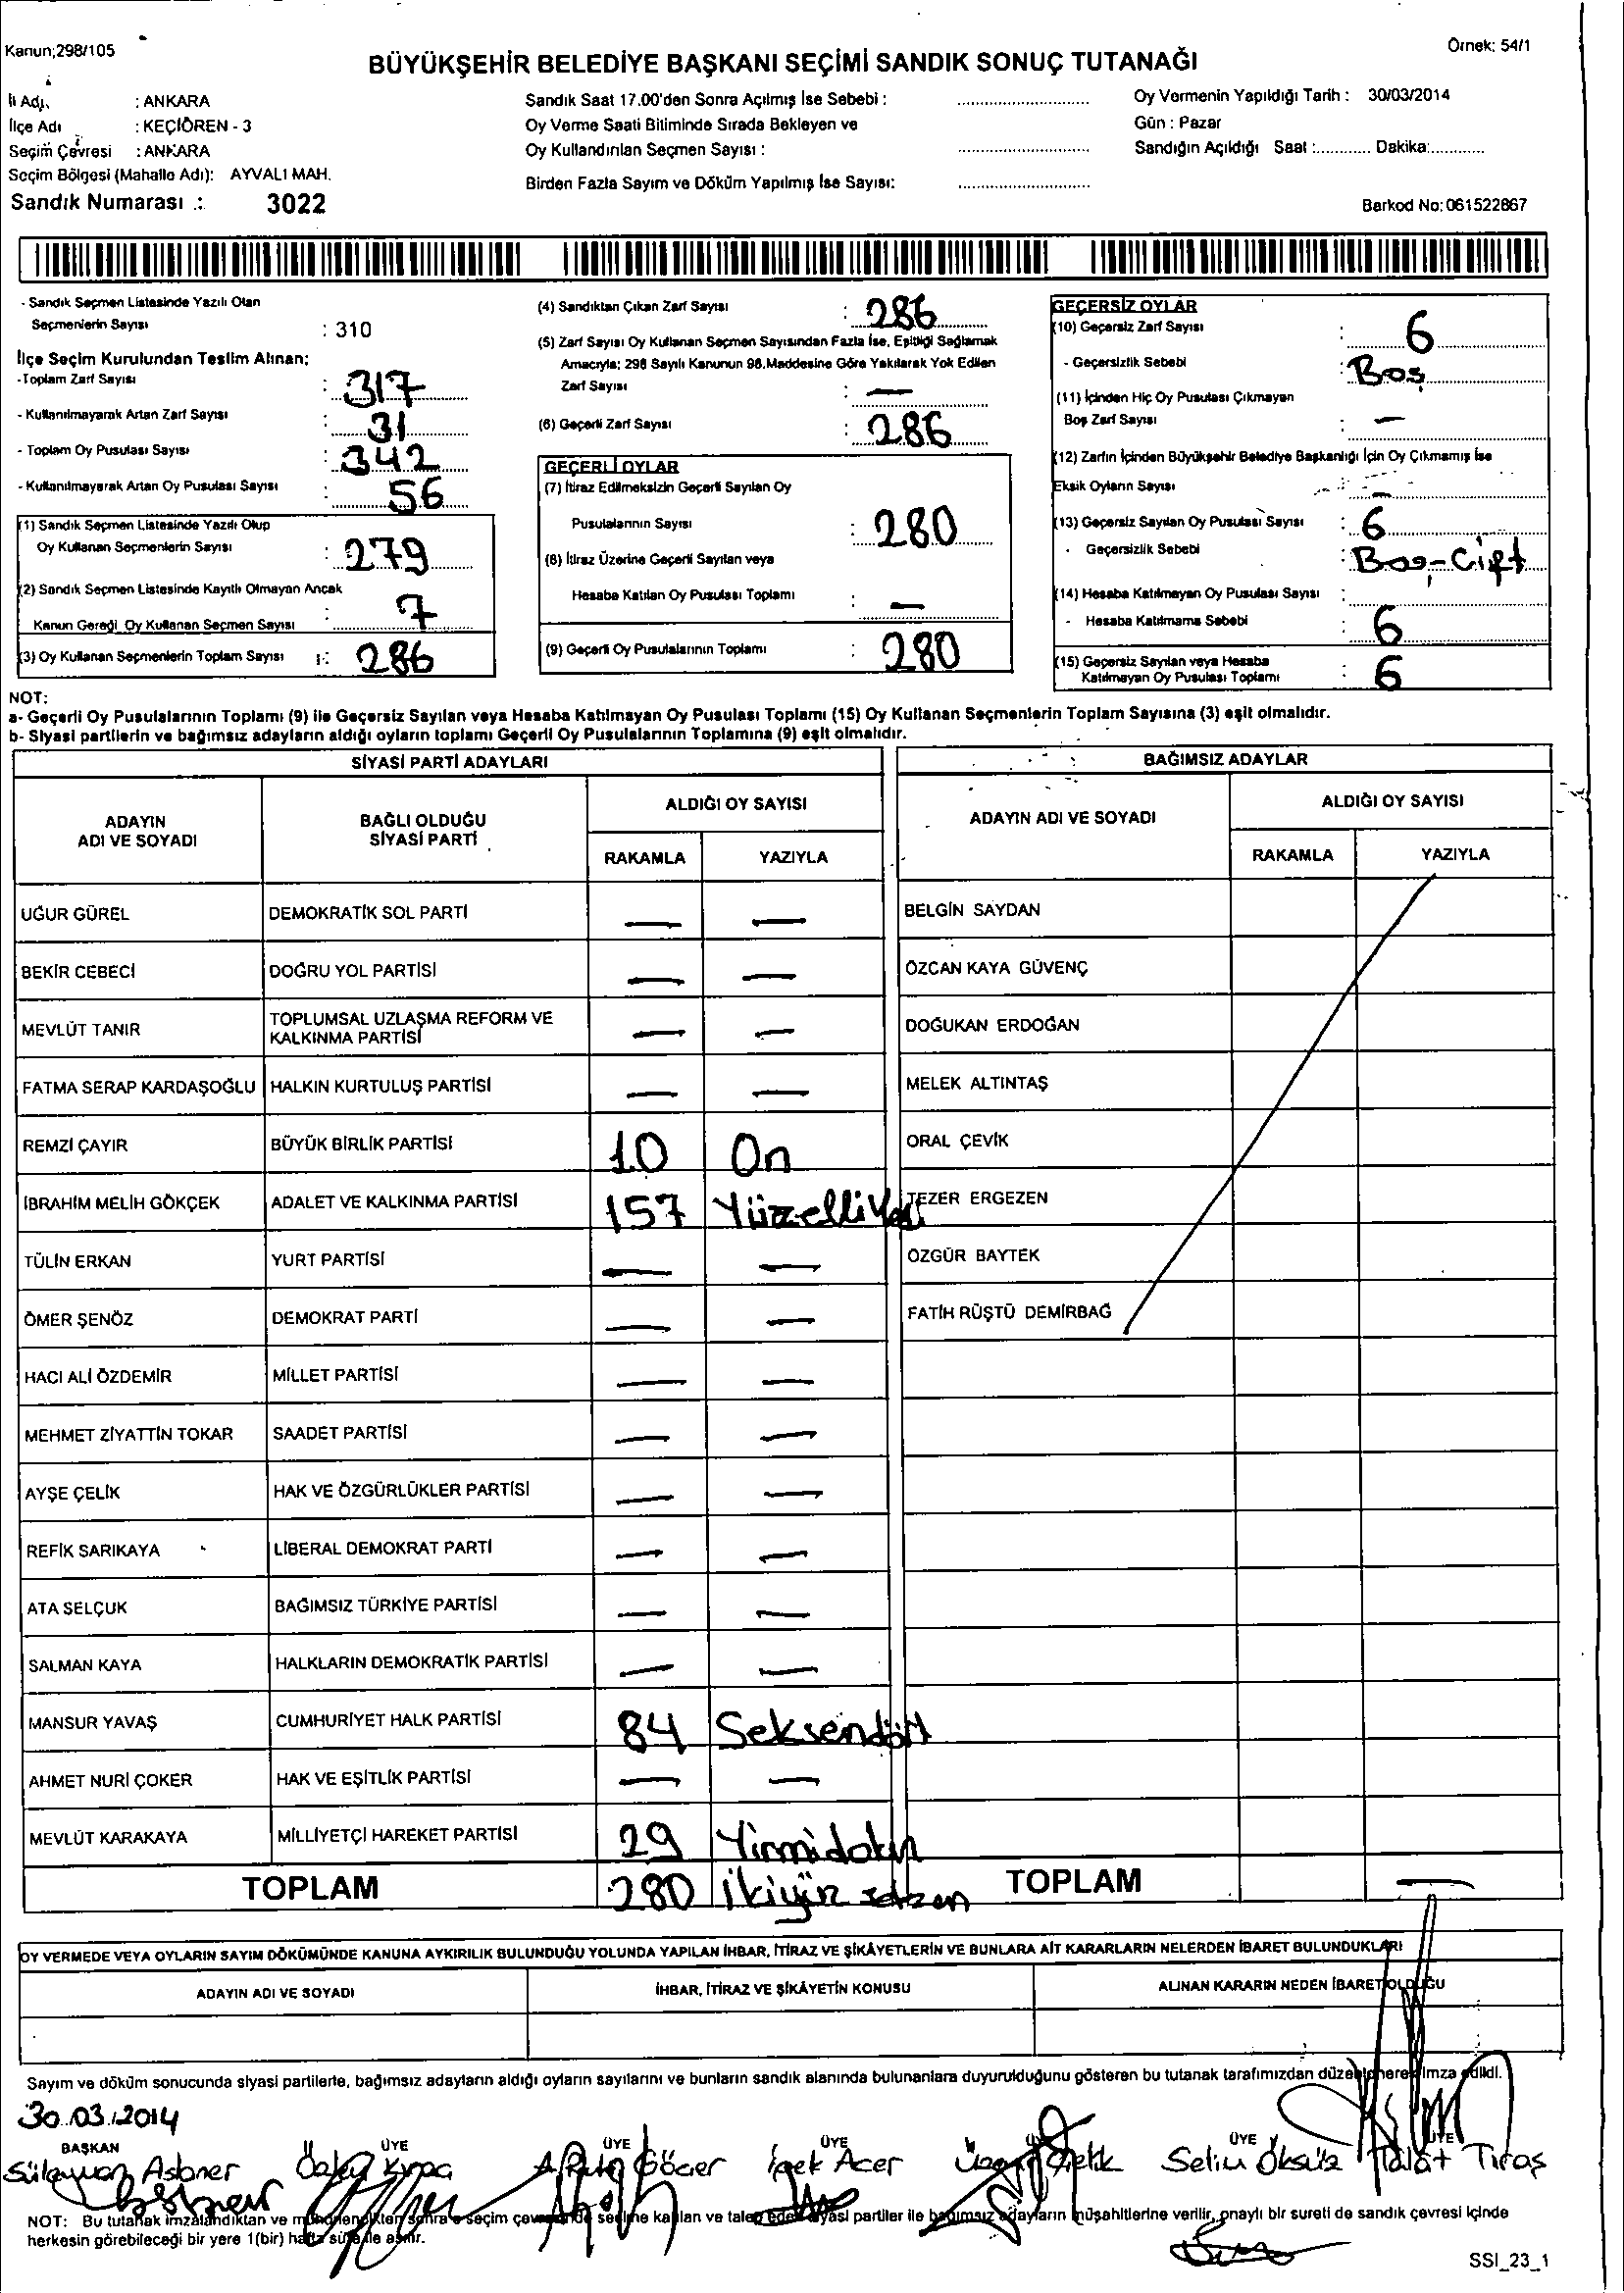 Kanun;298/105
Örnek: 54/1
BÜYÜKŞEHİR BELEDİYE BAŞKANI SEÇİMİ SANDIK SONUÇ TUTANAĞI
İl Adı : ANKARA
İlçe Adı : KEÇİÖREN - 3
Seçim Çevresi : ANKARA
Seçim Bölgesi (Mahalle Adı): AYVALI MAH.
Sandık Numarası : 3022
Sandık Saat 17.00'den Sonra Açılmış İse Sebebi :
Oy Verme Saati Bitiminde Sırada Bekleyen ve
Oy Kullandırılan Seçmen Sayısı :
Birden Fazla Sayım ve Döküm Yapılmış İse Sayısı:
Oy Vermenin Yapıldığı Tarih : 30/03/2014
Gün : Pazar
Sandığın Açıldığı Saat :............ Dakika:............
Barkod No: 061522867
- Sandık Seçmen Listesinde Yazılı Olan
Seçmenlerin Sayısı : 310
İlçe Seçim Kurulundan Teslim Alınan;
-Toplam Zarf Sayısı : 317
- Kullanılmayarak Artan Zarf Sayısı : 31
- Toplam Oy Pusulası Sayısı : 342
- Kullanılmayarak Artan Oy Pusulası Sayısı : 56
(1) Sandık Seçmen Listesinde Yazılı Olup
Oy Kullanan Seçmenlerin Sayısı : 279
(2) Sandık Seçmen Listesinde Kayıtlı Olmayan Ancak
Kanun Gereği Oy Kullanan Seçmen Sayısı : 7
(3) Oy Kullanan Seçmenlerin Toplam Sayısı : 286
(4) Sandıktan Çıkan Zarf Sayısı : 286
(5) Zarf Sayısı Oy Kullanan Seçmen Sayısından Fazla İse, Eşitliği Sağlamak
Amacıyla; 298 Sayılı Kanunun 98.Maddesine Göre Yakılarak Yok Edilen
Zarf Sayısı : —
(6) Geçerli Zarf Sayısı : 286
GEÇERLİ OYLAR
(7) İtiraz Edilmeksizin Geçerli Sayılan Oy
Pusulalarının Sayısı : 280
(8) İtiraz Üzerine Geçerli Sayılan veya
Hesaba Katılan Oy Pusulası Toplamı : —
(9) Geçerli Oy Pusulalarının Toplamı : 280
GEÇERSİZ OYLAR
(10) Geçersiz Zarf Sayısı : 6
- Geçersizlik Sebebi : Boş
(11) İçinden Hiç Oy Pusulası Çıkmayan
Boş Zarf Sayısı : —
(12) Zarfın İçinden Büyükşehir Belediye Başkanlığı İçin Oy Çıkmamış İse
Eksik Oyların Sayısı : —
(13) Geçersiz Sayılan Oy Pusulası Sayısı : 6
- Geçersizlik Sebebi : Boş-Çift
(14) Hesaba Katılmayan Oy Pusulası Sayısı :
- Hesaba Katılmama Sebebi : 6
(15) Geçersiz Sayılan veya Hesaba
Katılmayan Oy Pusulası Toplamı : 6
NOT:
a- Geçerli Oy Pusulalarının Toplamı (9) ile Geçersiz Sayılan veya Hesaba Katılmayan Oy Pusulası Toplamı (15) Oy Kullanan Seçmenlerin Toplam Sayısına (3) eşit olmalıdır.
b- Siyasi partilerin ve bağımsız adayların aldığı oyların toplamı Geçerli Oy Pusulalarının Toplamına (9) eşit olmalıdır.
SİYASİ PARTİ ADAYLARI
ADAYIN ADI VE SOYADI BAĞLI OLDUĞU SİYASİ PARTİ ALDIĞI OY SAYISI
RAKAMLA YAZIYLA
UĞUR GÜREL DEMOKRATİK SOL PARTİ — —
BEKİR CEBECİ DOĞRU YOL PARTİSİ — —
MEVLÜT TANIR TOPLUMSAL UZLAŞMA REFORM VE KALKINMA PARTİSİ — —
FATMA SERAP KARDAŞOĞLU HALKIN KURTULUŞ PARTİSİ — —
REMZİ ÇAYIR BÜYÜK BİRLİK PARTİSİ 10 On
İBRAHİM MELİH GÖKÇEK ADALET VE KALKINMA PARTİSİ 157 Yüzelliyedi
TÜLİN ERKAN YURT PARTİSİ — —
ÖMER ŞENÖZ DEMOKRAT PARTİ — —
HACI ALİ ÖZDEMİR MİLLET PARTİSİ — —
MEHMET ZİYATTİN TOKAR SAADET PARTİSİ — —
AYŞE ÇELİK HAK VE ÖZGÜRLÜKLER PARTİSİ — —
REFİK SARIKAYA LİBERAL DEMOKRAT PARTİ — —
ATA SELÇUK BAĞIMSIZ TÜRKİYE PARTİSİ — —
SALMAN KAYA HALKLARIN DEMOKRATİK PARTİSİ — —
MANSUR YAVAŞ CUMHURİYET HALK PARTİSİ 84 Seksendört
AHMET NURİ ÇOKER HAK VE EŞİTLİK PARTİSİ — —
MEVLÜT KARAKAYA MİLLİYETÇİ HAREKET PARTİSİ 29 Yirmidokuz
TOPLAM 280 İkiyüz seksen
BAĞIMSIZ ADAYLAR
ADAYIN ADI VE SOYADI ALDIĞI OY SAYISI
RAKAMLA YAZIYLA
BELGİN SAYDAN
ÖZCAN KAYA GÜVENÇ
DOĞUKAN ERDOĞAN
MELEK ALTINTAŞ
ORAL ÇEVİK
TEZER ERGEZEN
ÖZGÜR BAYTEK
FATİH RÜŞTÜ DEMİRBAĞ
TOPLAM —
OY VERMEDE VEYA OYLARIN SAYIM DÖKÜMÜNDE KANUNA AYKIRILIK BULUNDUĞU YOLUNDA YAPILAN İHBAR, İTİRAZ VE ŞİKÂYETLERİN VE BUNLARA AİT KARARLARIN NELERDEN İBARET BULUNDUKLARI
ADAYIN ADI VE SOYADI İHBAR, İTİRAZ VE ŞİKÂYETİN KONUSU ALINAN KARARIN NEDEN İBARET OLDUĞU
Sayım ve döküm sonucunda siyasi partilerle, bağımsız adayların aldığı oyların sayılarını ve bunların sandık alanında bulunanlara duyurulduğunu gösteren bu tutanak tarafımızdan düzenlenerek imza edildi.
30.03.2014
BAŞKAN ÜYE ÜYE ÜYE ÜYE ÜYE ÜYE
İpek Acer Selin Öksüz Talat Tıraş
NOT: Bu tutanak imzalandıktan ve mühürlendikten sonra o seçim çevresinde seçime katılan ve talep eden siyasi partiler ile bağımsız adayların müşahitlerine verilir, onaylı bir sureti de sandık çevresi içinde
herkesin görebileceği bir yere 1(bir) hafta süre ile asılır.
SSI_23_1